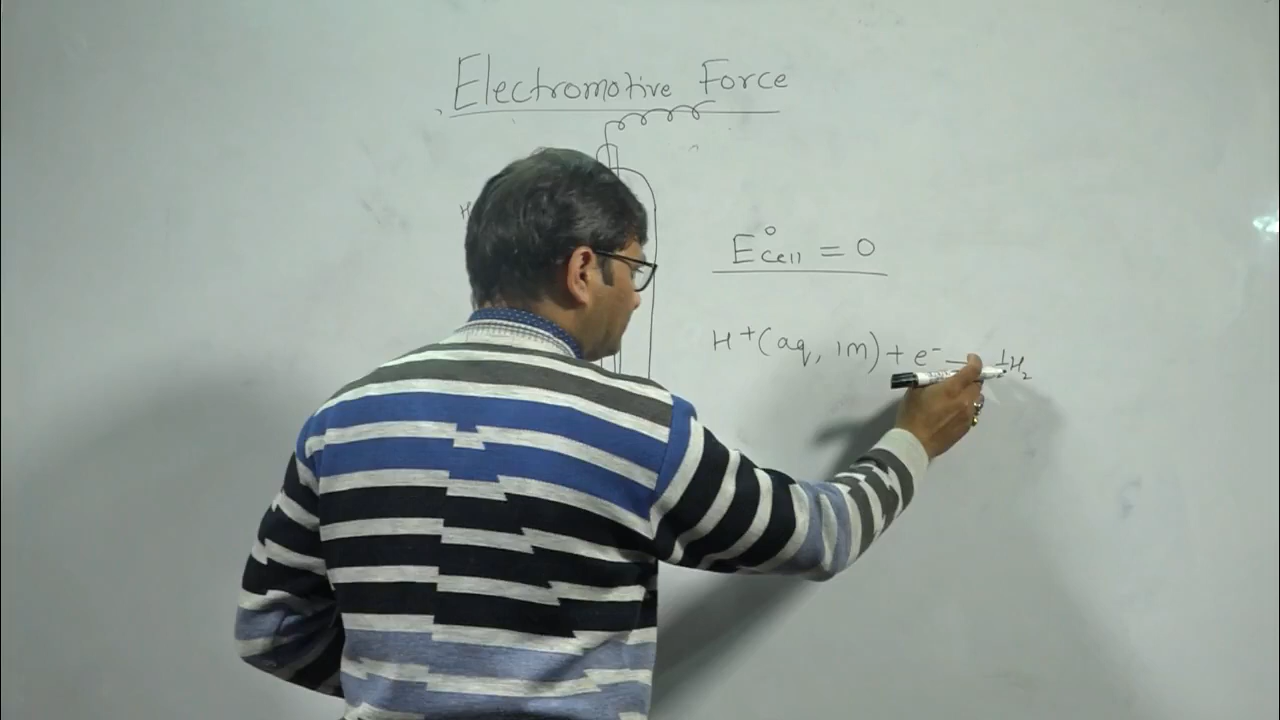 Electromotive Force
H
E°cell = 0
H+(aq, 1M) + e- — ½H2